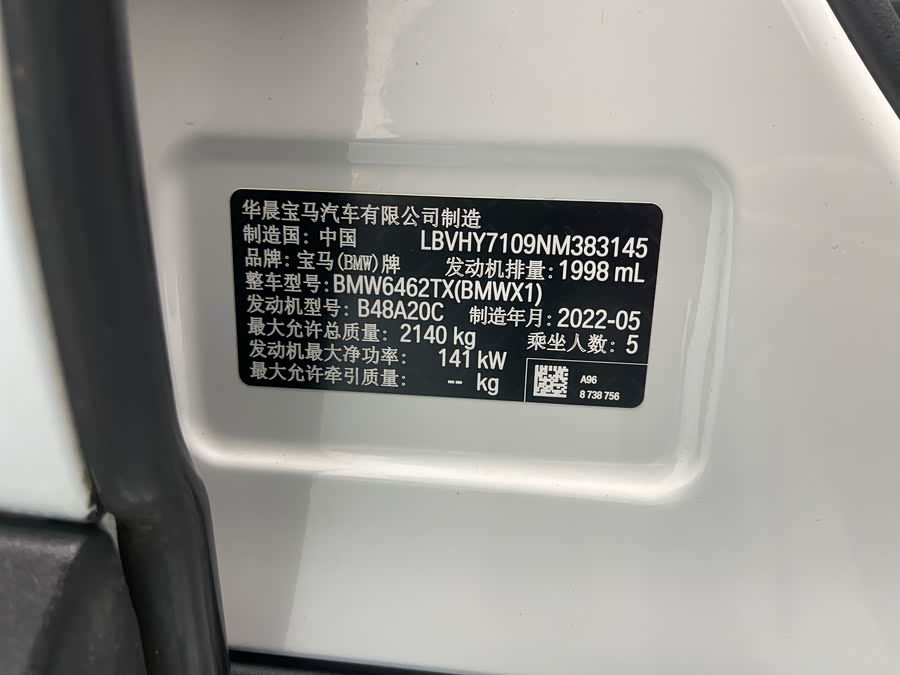 华晨宝马汽车有限公司制造
制造国: 中国 LBVHY7109NM383145
品牌: 宝马(BMW)牌 发动机排量: 1998 mL
整车型号: BMW6462TX(BMWX1)
发动机型号: B48A20C 制造年月: 2022-05
最大允许总质量: 2140 kg 乘坐人数: 5
发动机最大净功率: 141 kW
最大允许牵引质量: -- kg
A96
8 738 756